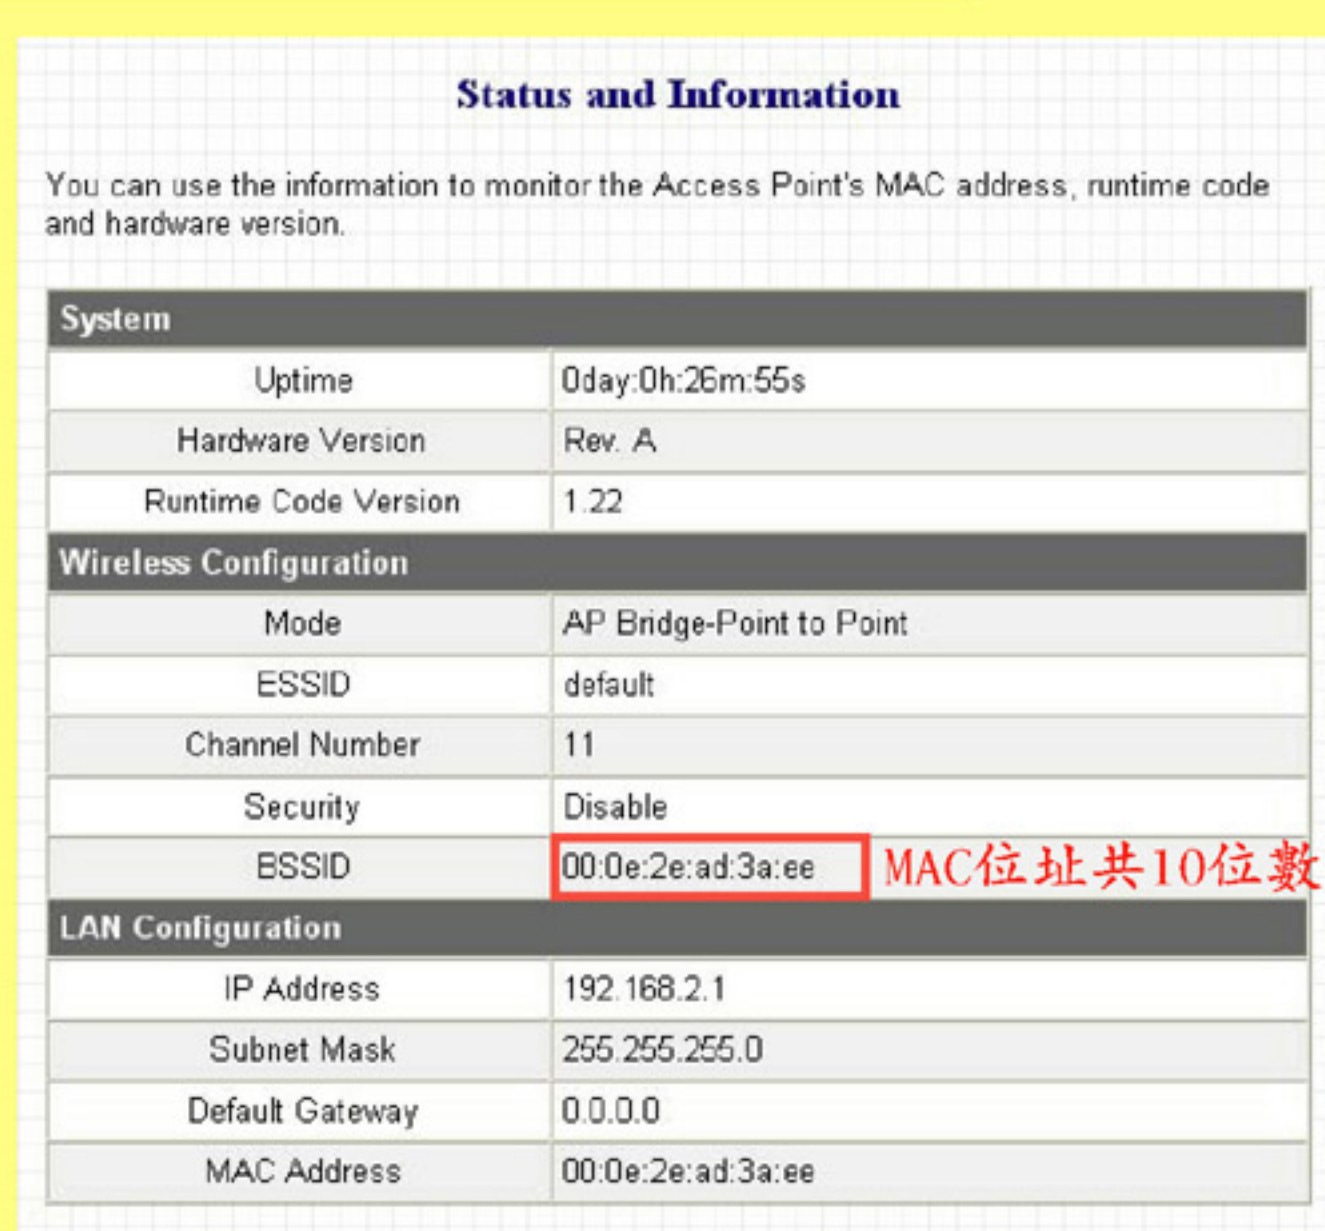 Status and Information
You can use the information to monitor the Access Point's MAC address, runtime code
and hardware version.
System
Uptime 0day:0h:26m:55s
Hardware Version Rev. A
Runtime Code Version 1.22
Wireless Configuration
Mode AP Bridge-Point to Point
ESSID default
Channel Number 11
Security Disable
BSSID 00:0e:2e:ad:3a:ee MAC位址共10位數
LAN Configuration
IP Address 192.168.2.1
Subnet Mask 255.255.255.0
Default Gateway 0.0.0.0
MAC Address 00:0e:2e:ad:3a:ee